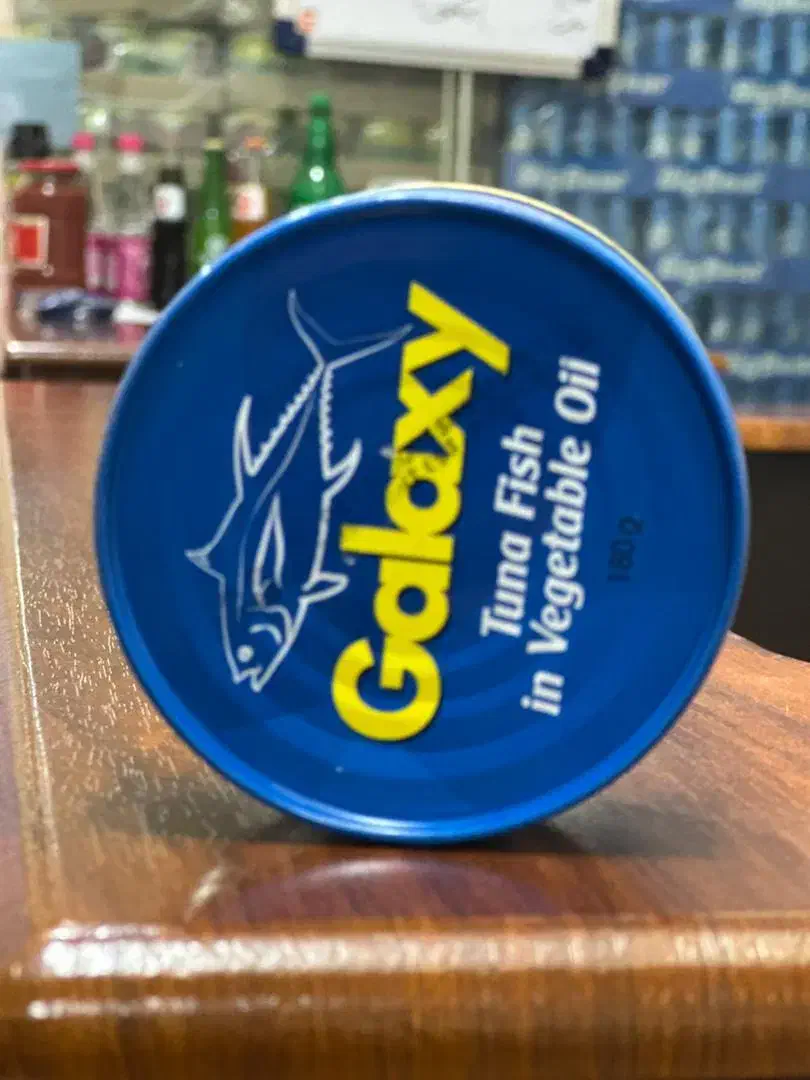 Galaxy
Tuna Fish
in Vegetable Oil
180 g